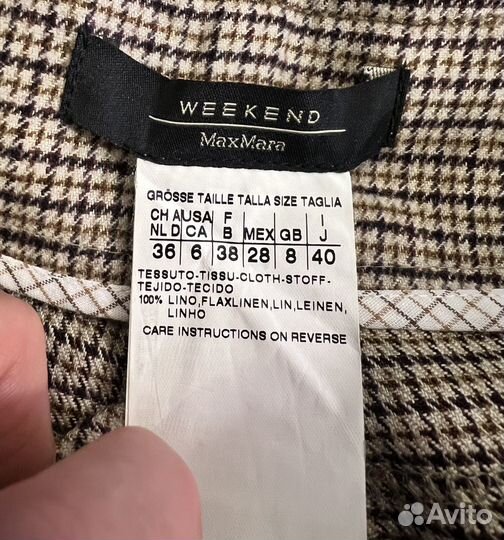 WEEKEND
MaxMara
GRÖSSE TAILLE TALLA SIZE TAGLIA
CH A USA F I
NL D CA B MEX GB J
36 6 38 28 8 40
TESSUTO-TISSU-CLOTH-STOFF-
TEJIDO-TECIDO
100% LINO,FLAXLINEN,LIN,LEINEN,
LINHO
CARE INSTRUCTIONS ON REVERSE
Avito